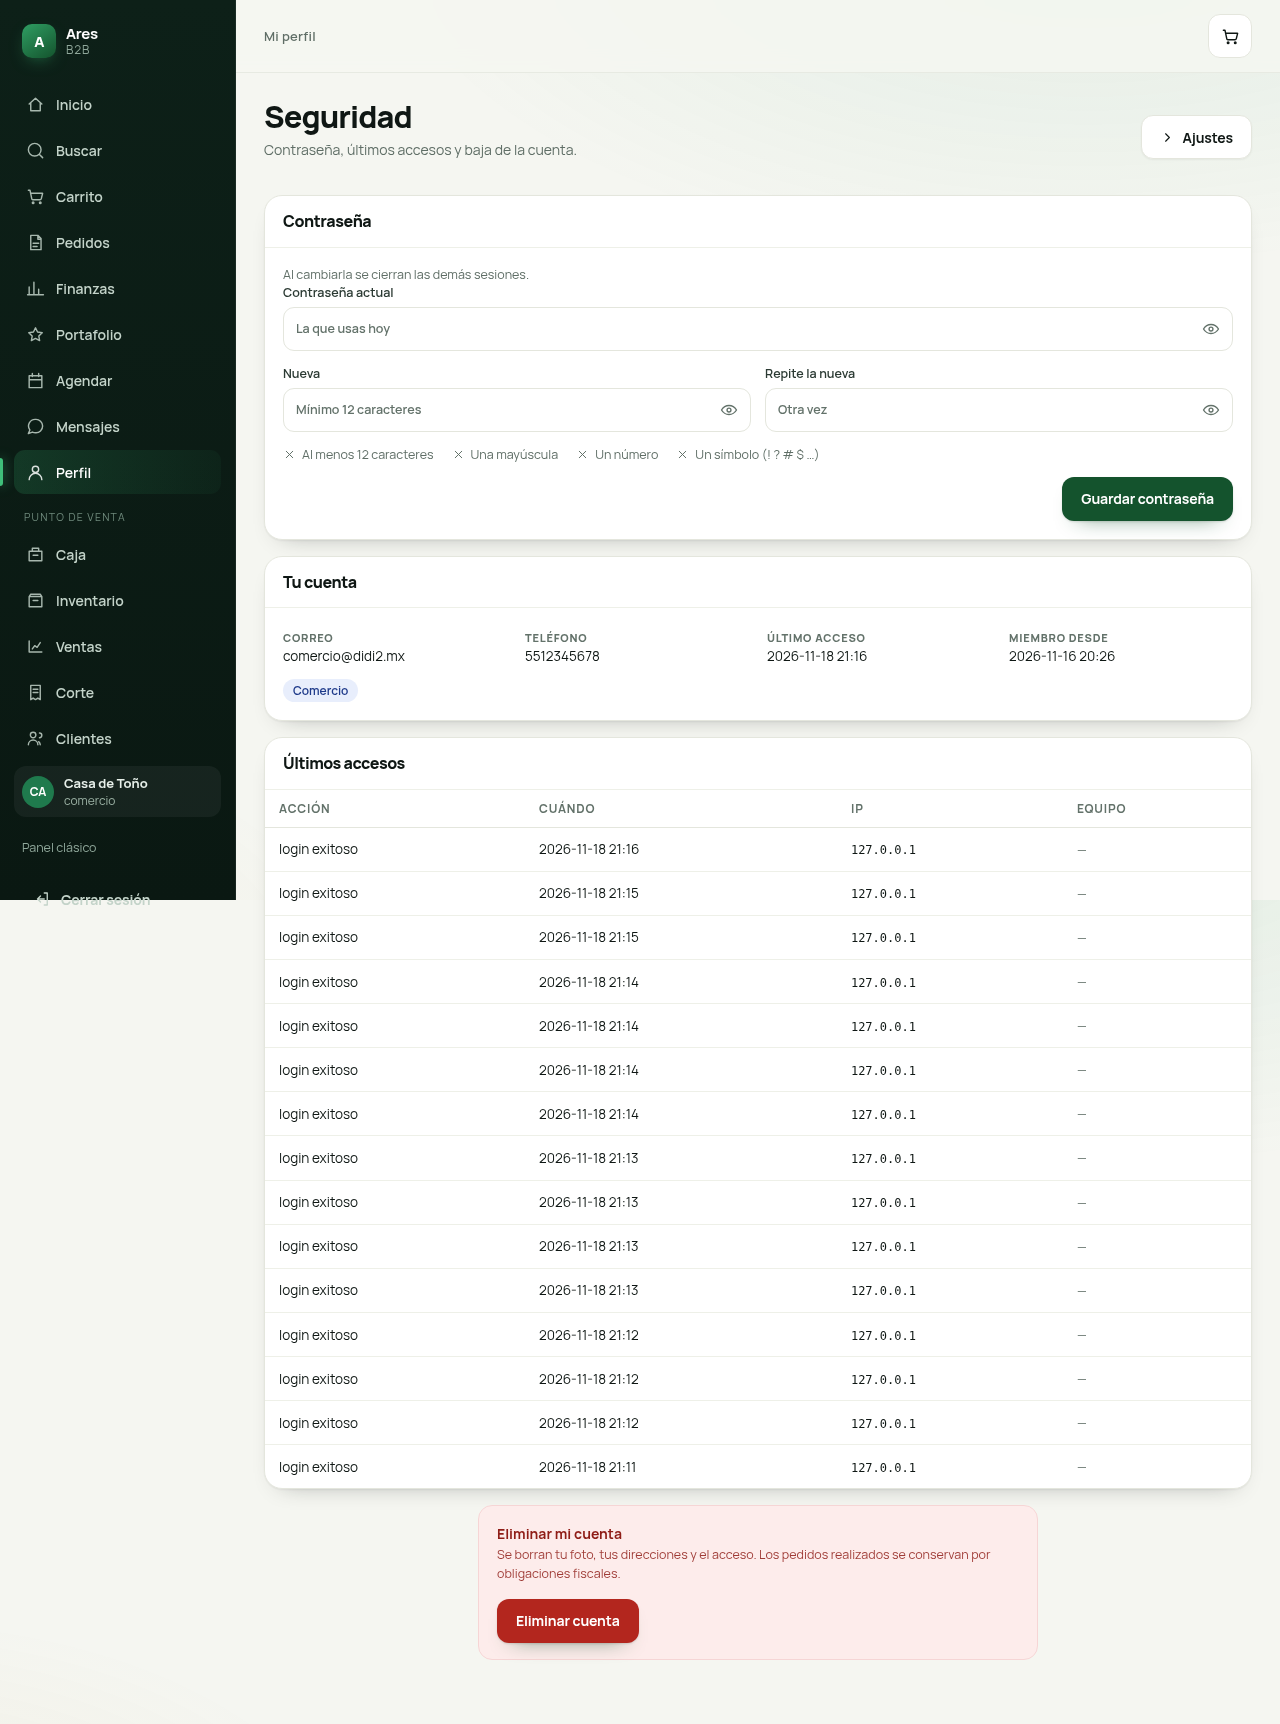 A
Ares
B2B
Inicio
Buscar
Carrito
Pedidos
Finanzas
Portafolio
Agendar
Mensajes
Perfil
PUNTO DE VENTA
Caja
Inventario
Ventas
Corte
Clientes
CA
Casa de Toño
comercio
Panel clásico
Cerrar sesión
Mi perfil
Seguridad
Contraseña, últimos accesos y baja de la cuenta.
Ajustes
Contraseña
Al cambiarla se cierran las demás sesiones.
Contraseña actual
La que usas hoy
Nueva
Repite la nueva
Mínimo 12 caracteres
Otra vez
Al menos 12 caracteres Una mayúscula Un número Un símbolo (! ? # $ …)
Guardar contraseña
Tu cuenta
CORREO TELÉFONO ÚLTIMO ACCESO MIEMBRO DESDE
comercio@didi2.mx 5512345678 2026-11-18 21:16 2026-11-16 20:26
Comercio
Últimos accesos
ACCIÓN CUÁNDO IP EQUIPO
login exitoso 2026-11-18 21:16 127.0.0.1 —
login exitoso 2026-11-18 21:15 127.0.0.1 —
login exitoso 2026-11-18 21:15 127.0.0.1 —
login exitoso 2026-11-18 21:14 127.0.0.1 —
login exitoso 2026-11-18 21:14 127.0.0.1 —
login exitoso 2026-11-18 21:14 127.0.0.1 —
login exitoso 2026-11-18 21:14 127.0.0.1 —
login exitoso 2026-11-18 21:13 127.0.0.1 —
login exitoso 2026-11-18 21:13 127.0.0.1 —
login exitoso 2026-11-18 21:13 127.0.0.1 —
login exitoso 2026-11-18 21:13 127.0.0.1 —
login exitoso 2026-11-18 21:12 127.0.0.1 —
login exitoso 2026-11-18 21:12 127.0.0.1 —
login exitoso 2026-11-18 21:12 127.0.0.1 —
login exitoso 2026-11-18 21:11 127.0.0.1 —
Eliminar mi cuenta
Se borran tu foto, tus direcciones y el acceso. Los pedidos realizados se conservan por
obligaciones fiscales.
Eliminar cuenta